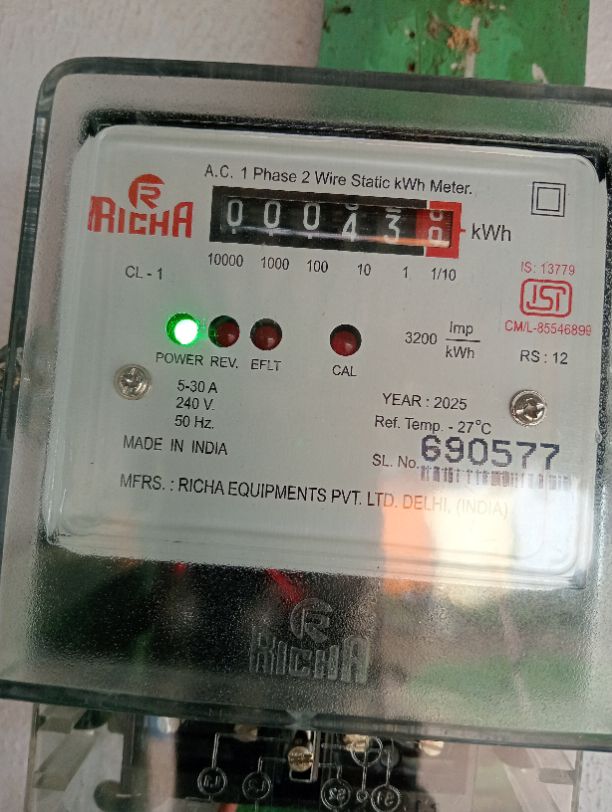 A.C. 1 Phase 2 Wire Static kWh Meter.
R
RICHA
0 0 0 4 3 kWh
10000 1000 100 10 1 1/10
CL - 1
IS: 13779
ISI
CM/L-85546899
3200 Imp/kWh
RS : 12
POWER REV. EFLT CAL
5-30 A
240 V.
50 Hz.
YEAR : 2025
Ref. Temp. - 27°C
MADE IN INDIA
SL. No. 690577
MFRS. : RICHA EQUIPMENTS PVT. LTD. DELHI, (INDIA)
R
RICHA